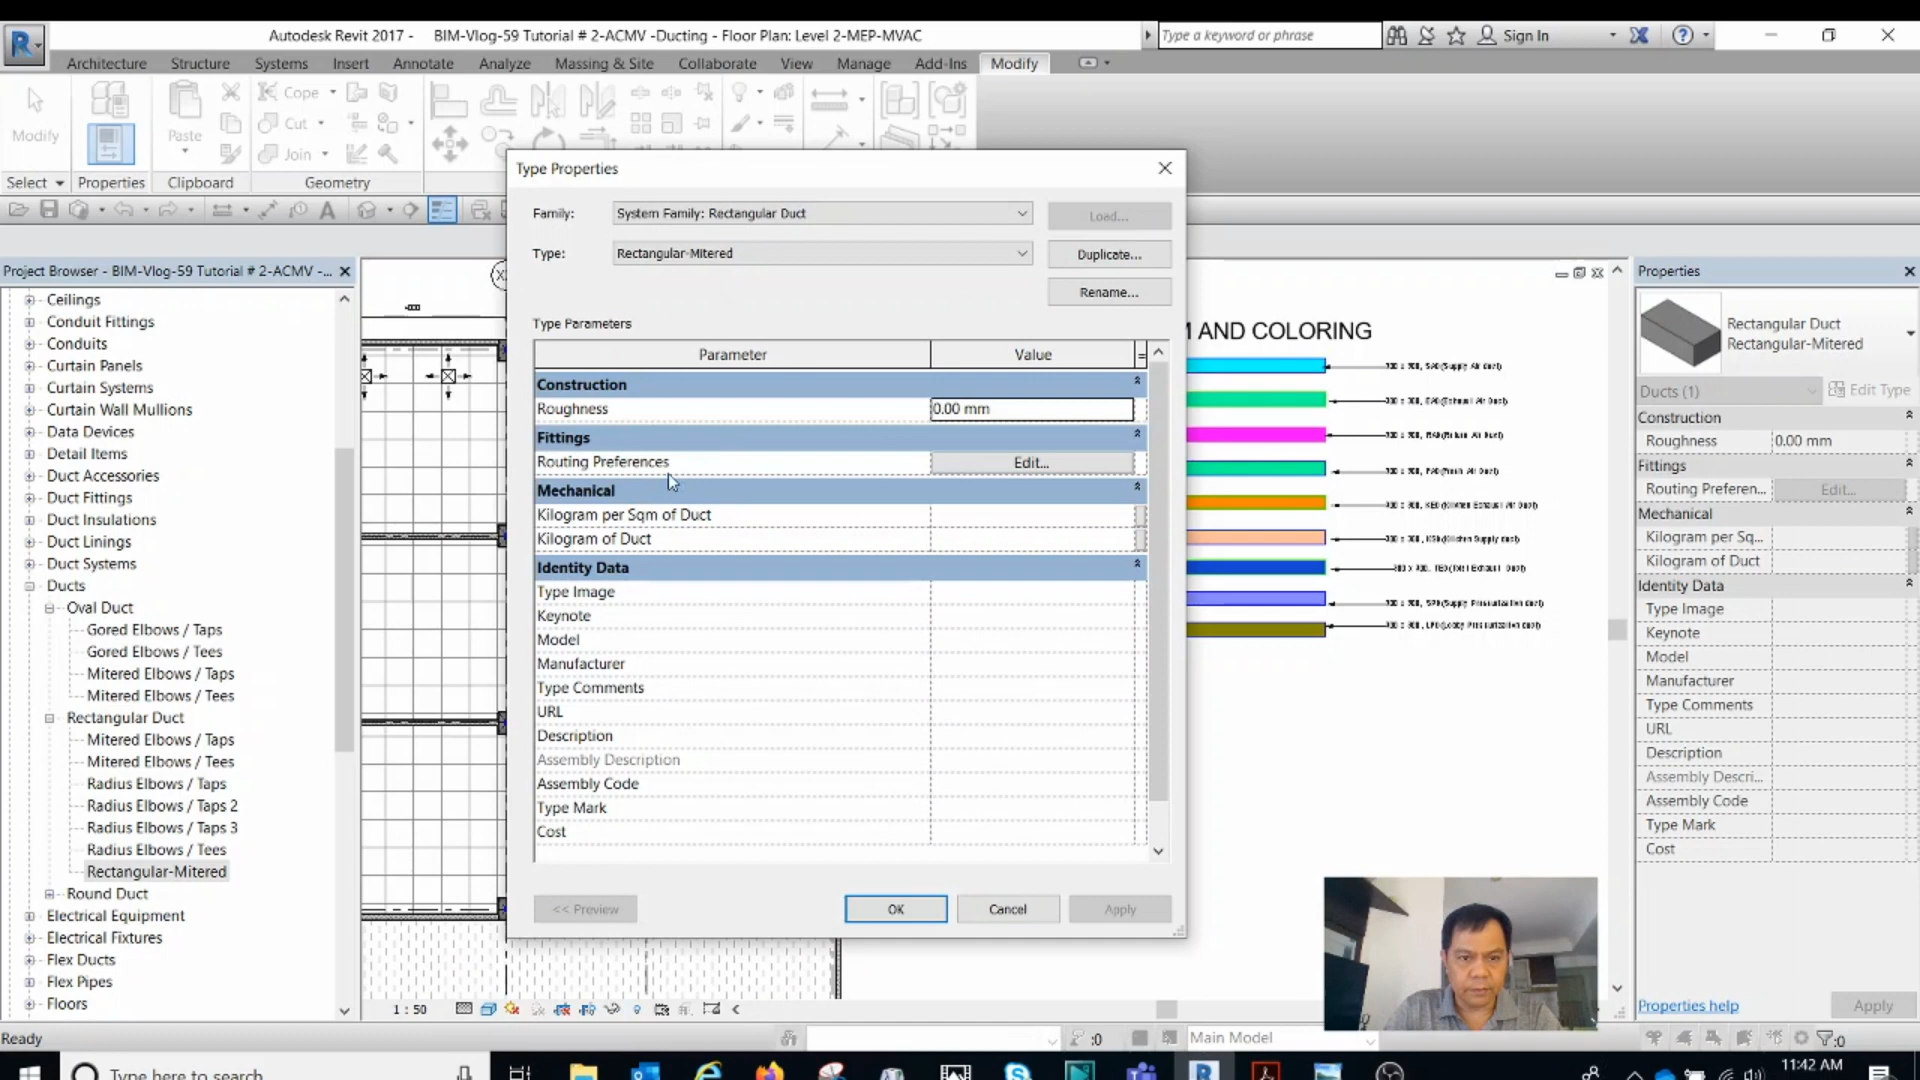 Autodesk Revit 2017 - BIM-Vlog-59 Tutorial # 2-ACMV -Ducting - Floor Plan: Level 2-MEP-MVAC
Type a keyword or phrase
Sign In
Architecture Structure Systems Insert Annotate Analyze Massing & Site Collaborate View Manage Add-Ins Modify
Modify
Paste
Cope
Cut
Join
Select Properties Clipboard Geometry
Project Browser - BIM-Vlog-59 Tutorial # 2-ACMV -...
Ceilings
Conduit Fittings
Conduits
Curtain Panels
Curtain Systems
Curtain Wall Mullions
Data Devices
Detail Items
Duct Accessories
Duct Fittings
Duct Insulations
Duct Linings
Duct Systems
Ducts
Oval Duct
Gored Elbows / Taps
Gored Elbows / Tees
Mitered Elbows / Taps
Mitered Elbows / Tees
Rectangular Duct
Mitered Elbows / Taps
Mitered Elbows / Tees
Radius Elbows / Taps
Radius Elbows / Taps 2
Radius Elbows / Taps 3
Radius Elbows / Tees
Rectangular-Mitered
Round Duct
Electrical Equipment
Electrical Fixtures
Flex Ducts
Flex Pipes
Floors
Type Properties
Family: System Family: Rectangular Duct Load...
Type: Rectangular-Mitered Duplicate...
Rename...
Type Parameters
Parameter Value =
Construction
Roughness 0.00 mm
Fittings
Routing Preferences Edit...
Mechanical
Kilogram per Sqm of Duct
Kilogram of Duct
Identity Data
Type Image
Keynote
Model
Manufacturer
Type Comments
URL
Description
Assembly Description
Assembly Code
Type Mark
Cost
<< Preview OK Cancel Apply
AND COLORING
Properties
Rectangular Duct
Rectangular-Mitered
Ducts (1) Edit Type
Construction
Roughness 0.00 mm
Fittings
Routing Preferen... Edit...
Mechanical
Kilogram per Sq...
Kilogram of Duct
Identity Data
Type Image
Keynote
Model
Manufacturer
Type Comments
URL
Description
Assembly Descri...
Assembly Code
Type Mark
Cost
Properties help Apply
1 : 50
Ready
:0
Main Model
:0
Type here to search
11:42 AM